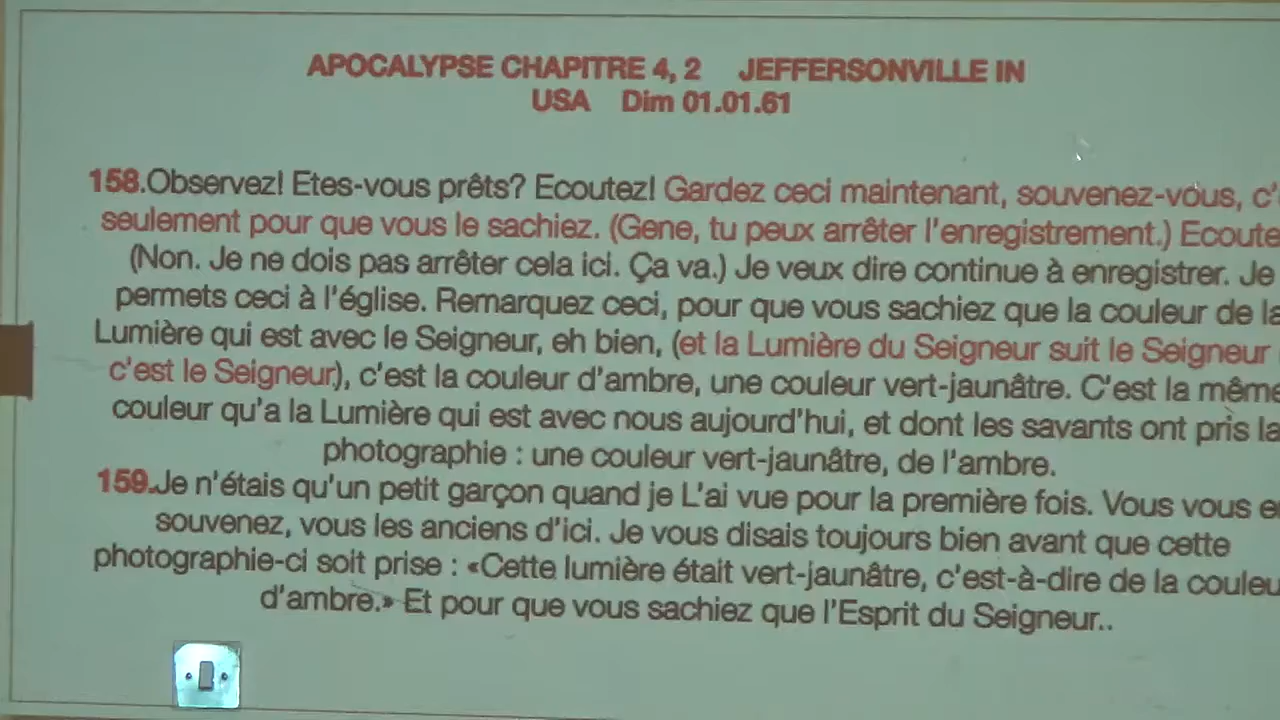 APOCALYPSE CHAPITRE 4, 2 JEFFERSONVILLE IN
USA Dim 01.01.61
158.Observez! Etes-vous prêts? Ecoutez! Gardez ceci maintenant, souvenez-vous, c'
seulement pour que vous le sachiez. (Gene, tu peux arrêter l'enregistrement.) Ecoute
(Non. Je ne dois pas arrêter cela ici. Ça va.) Je veux dire continue à enregistrer. Je
permets ceci à l'église. Remarquez ceci, pour que vous sachiez que la couleur de la
Lumière qui est avec le Seigneur, eh bien, (et la Lumière du Seigneur suit le Seigneur
c'est le Seigneur), c'est la couleur d'ambre, une couleur vert-jaunâtre. C'est la même
couleur qu'a la Lumière qui est avec nous aujourd'hui, et dont les savants ont pris la
photographie : une couleur vert-jaunâtre, de l'ambre.
159.Je n'étais qu'un petit garçon quand je L'ai vue pour la première fois. Vous vous e
souvenez, vous les anciens d'ici. Je vous disais toujours bien avant que cette
photographie-ci soit prise : «Cette lumière était vert-jaunâtre, c'est-à-dire de la couleu
d'ambre.» Et pour que vous sachiez que l'Esprit du Seigneur..